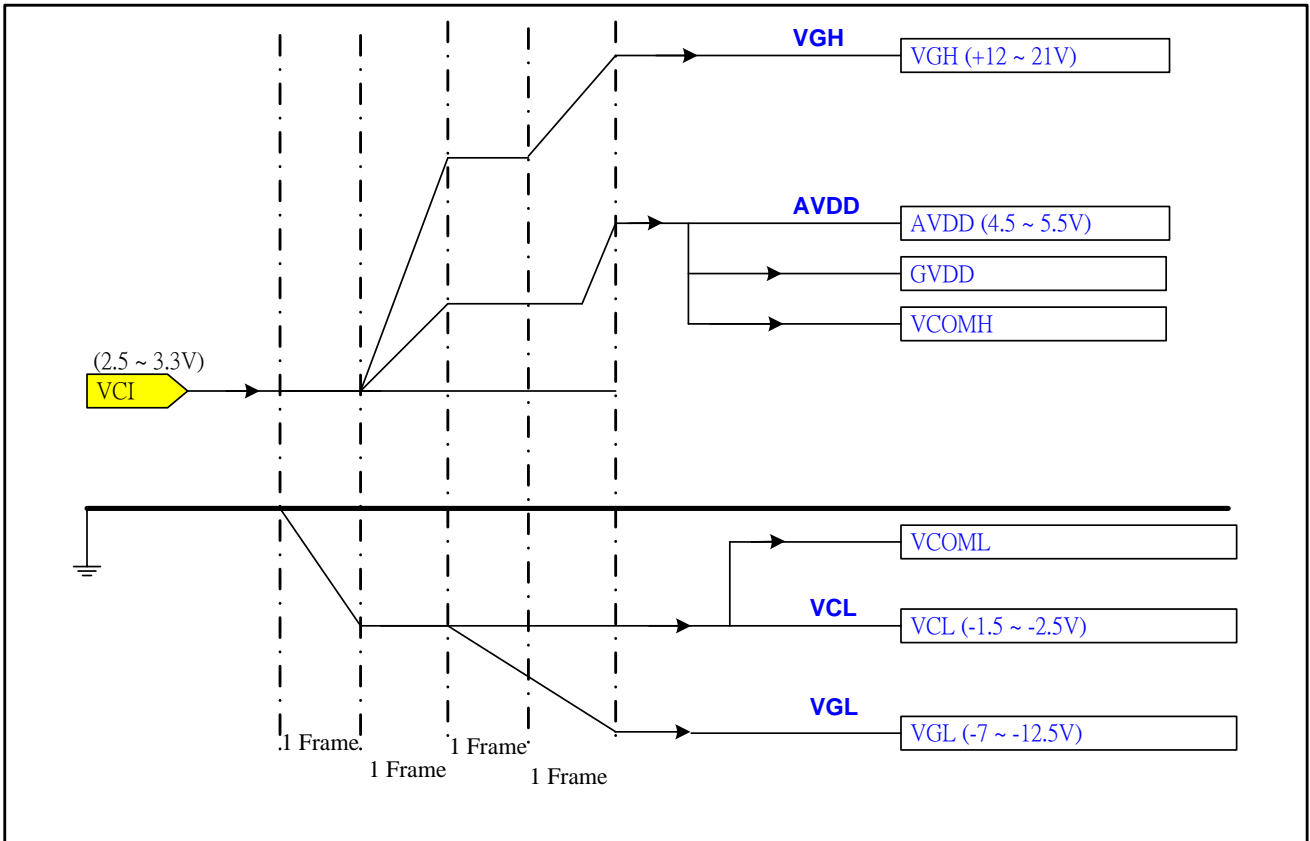 VGH
VGH (+12 ~ 21V)
AVDD
AVDD (4.5 ~ 5.5V)
GVDD
VCOMH
(2.5 ~ 3.3V)
VCI
VCOML
VCL
VCL (-1.5 ~ -2.5V)
VGL
VGL (-7 ~ -12.5V)
1 Frame
1 Frame
1 Frame
1 Frame